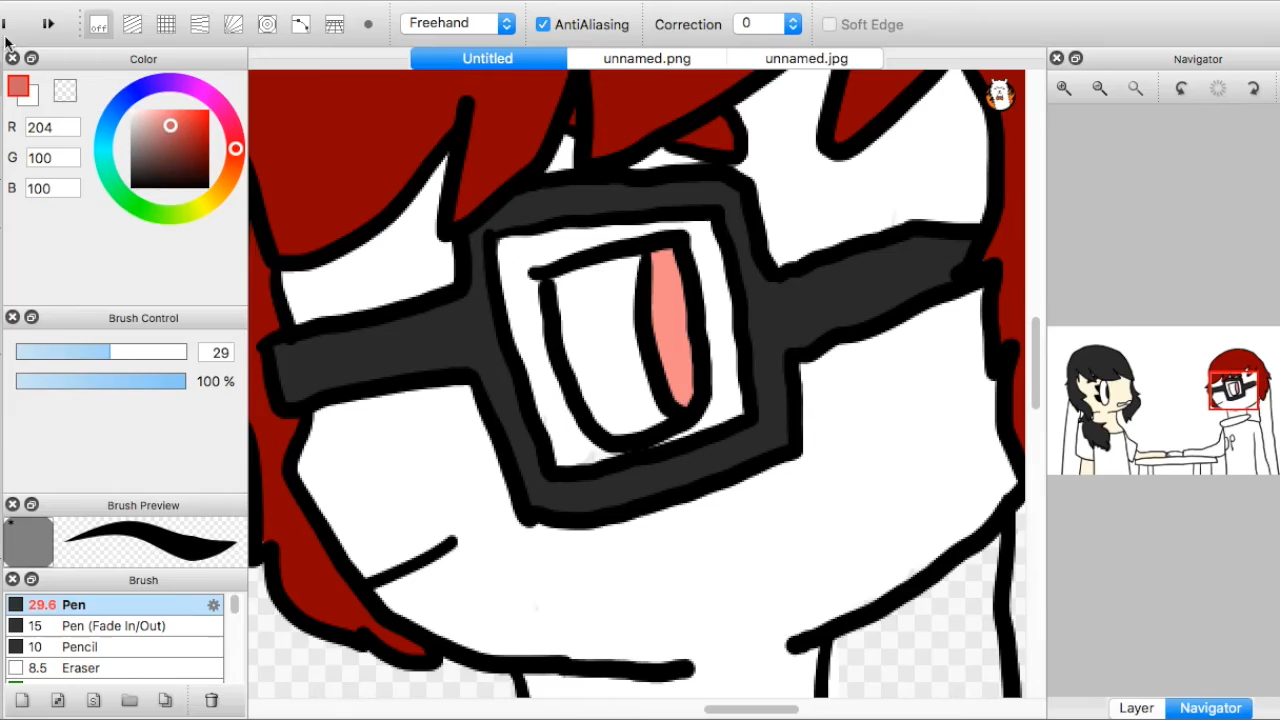 off Freehand AntiAliasing Correction 0 Soft Edge
Color
Untitled unnamed.png unnamed.jpg
Navigator
R 204
G 100
B 100
Brush Control
29
100 %
Brush Preview
Brush
29.6 Pen
15 Pen (Fade In/Out)
10 Pencil
8.5 Eraser
S
Layer Navigator